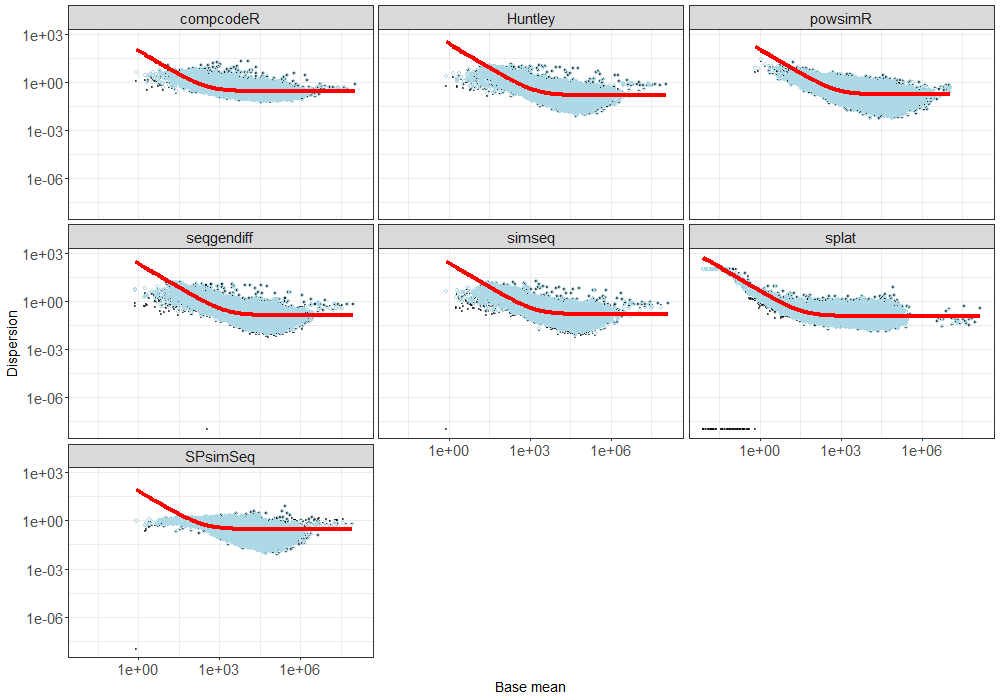 compcodeR Huntley powsimR
1e+03
1e+00
1e-03
1e-06
seqgendiff simseq splat
1e+03
1e+00
1e-03
1e-06
1e+00 1e+03 1e+06 1e+00 1e+03 1e+06
SPsimSeq
1e+03
1e+00
1e-03
1e-06
1e+00 1e+03 1e+06
Dispersion
Base mean